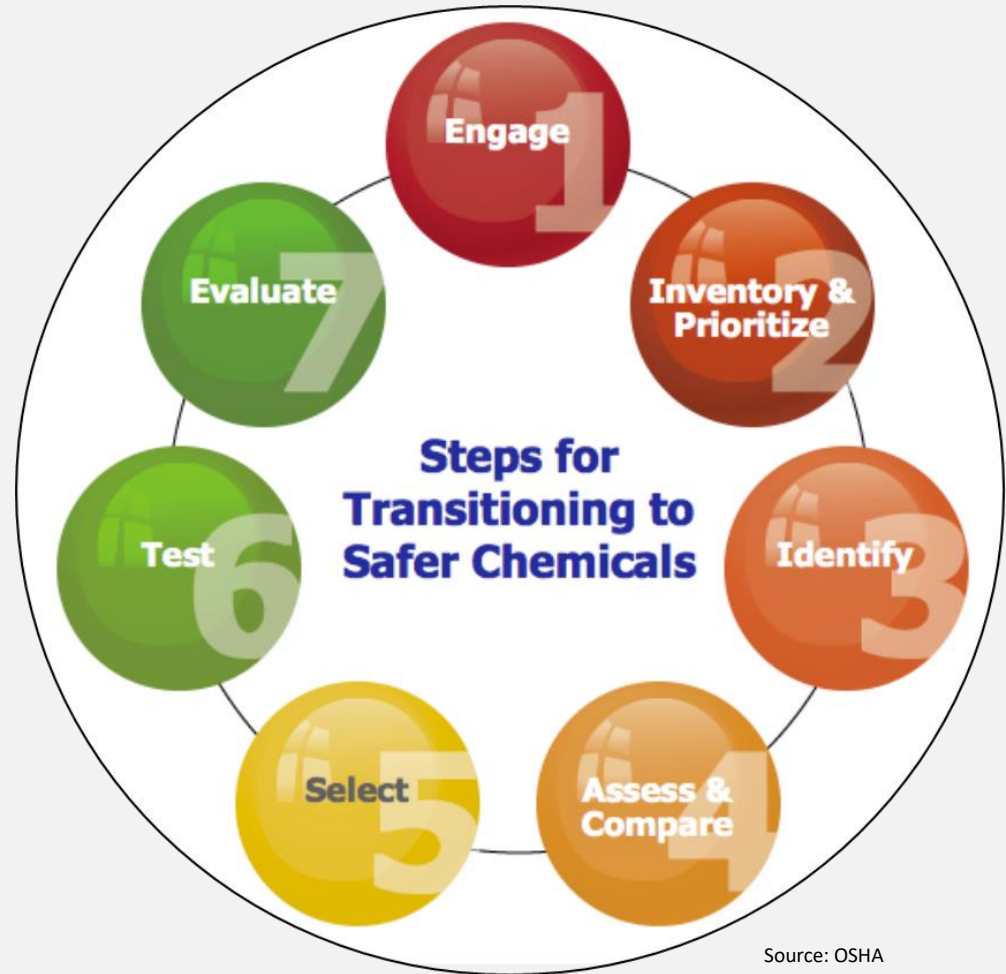 1
Engage
2
Inventory &
Prioritize
3
Identify
4
Assess &
Compare
5
Select
6
Test
7
Evaluate
Steps for
Transitioning to
Safer Chemicals
Source: OSHA